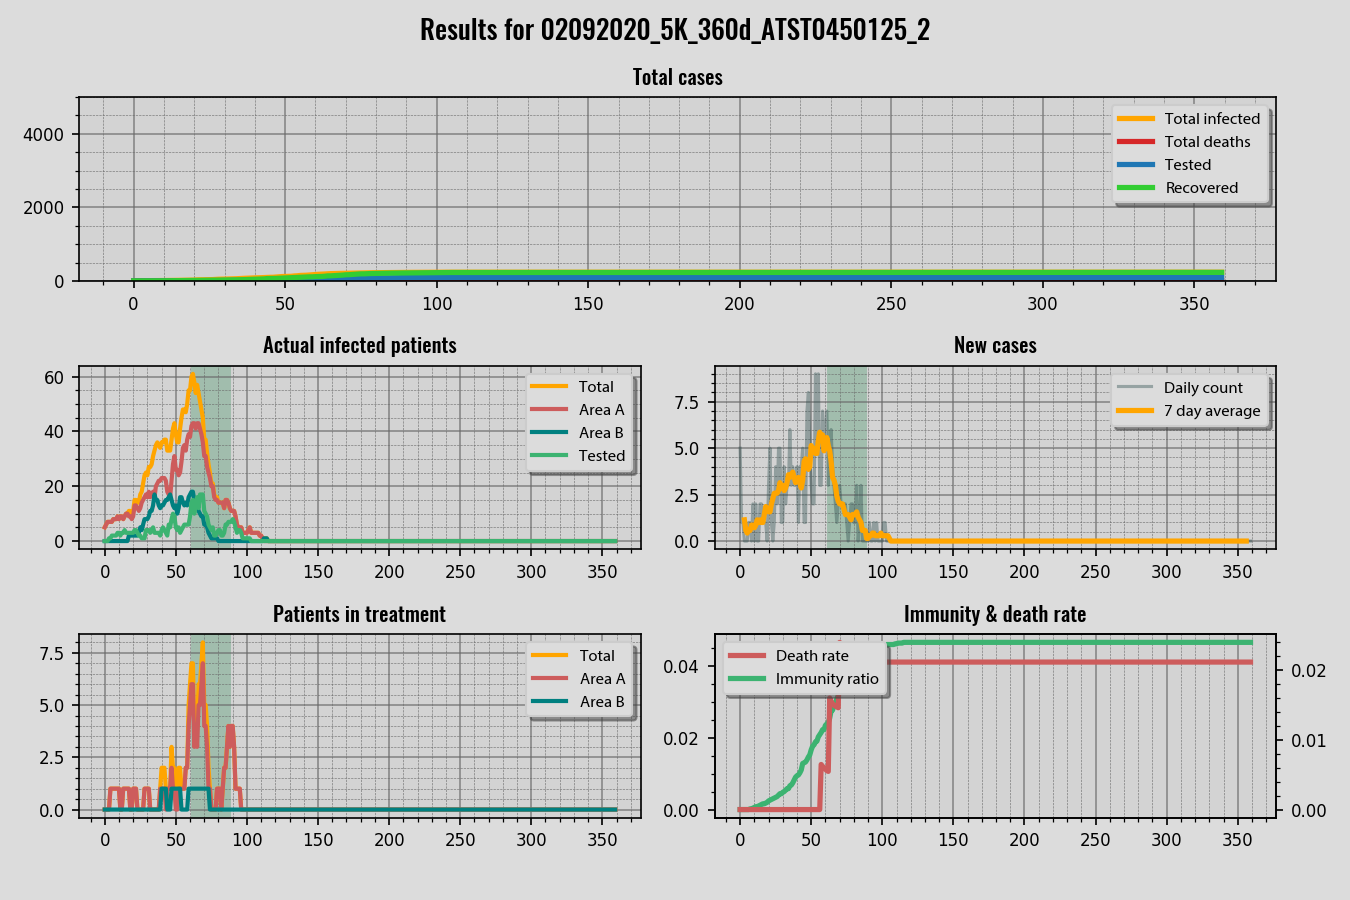 Results for 02092020_5K_360d_ATST0450125_2
Total cases
4000
2000
0
Total infected
Total deaths
Tested
Recovered
0 50 100 150 200 250 300 350
Actual infected patients
60
40
20
0
Total
Area A
Area B
Tested
0 50 100 150 200 250 300 350
New cases
7.5
5.0
2.5
0.0
Daily count
7 day average
0 50 100 150 200 250 300 350
Patients in treatment
7.5
5.0
2.5
0.0
Total
Area A
Area B
0 50 100 150 200 250 300 350
Immunity & death rate
0.04
0.02
0.00
Death rate
Immunity ratio
0.02
0.01
0.00
0 50 100 150 200 250 300 350